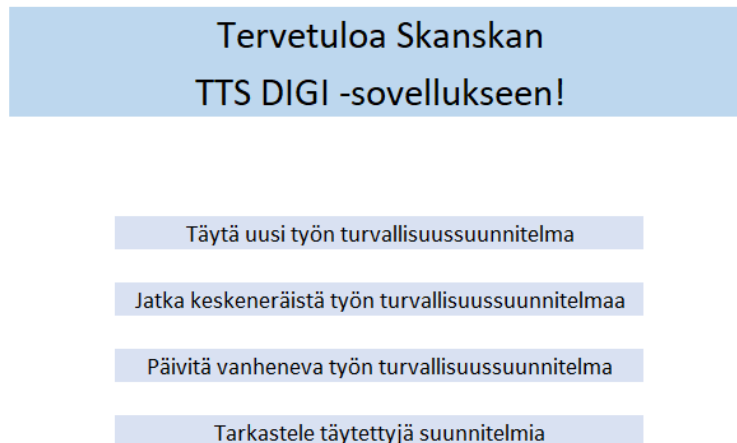 Tervetuloa Skanskan
TTS DIGI -sovellukseen!
Täytä uusi työn turvallisuussuunnitelma
Jatka keskeneräistä työn turvallisuussuunnitelmaa
Päivitä vanheneva työn turvallisuussuunnitelma
Tarkastele täytettyjä suunnitelmia